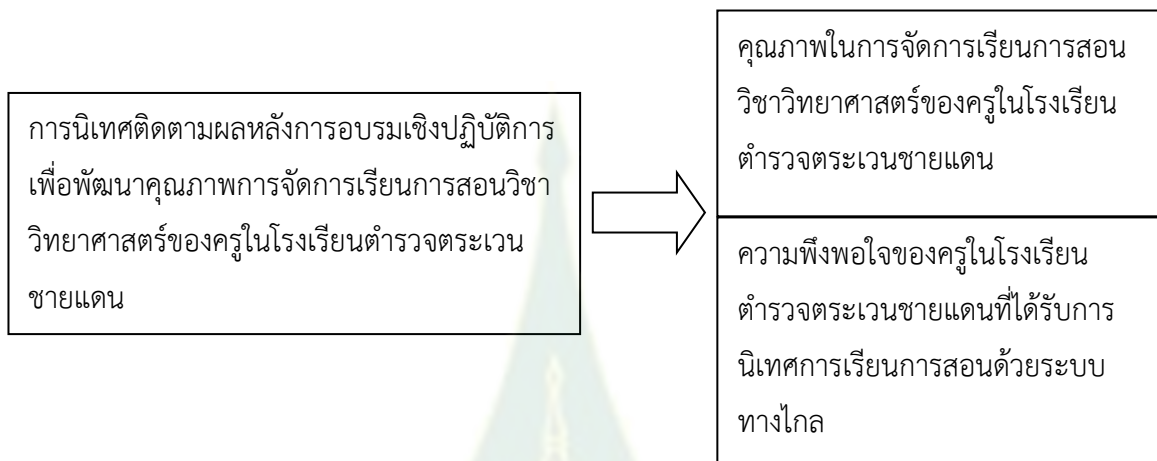 การนิเทศติดตามผลหลังการอบรมเชิงปฏิบัติการ
เพื่อพัฒนาคุณภาพการจัดการเรียนการสอนวิชา
วิทยาศาสตร์ของครูในโรงเรียนตำรวจตระเวน
ชายแดน
คุณภาพในการจัดการเรียนการสอน
วิชาวิทยาศาสตร์ของครูในโรงเรียน
ตำรวจตระเวนชายแดน
ความพึงพอใจของครูในโรงเรียน
ตำรวจตระเวนชายแดนที่ได้รับการ
นิเทศการเรียนการสอนด้วยระบบ
ทางไกล